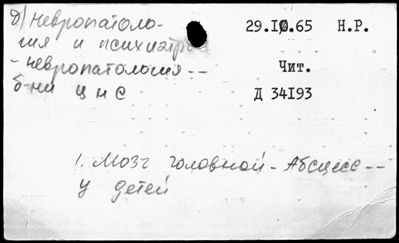 д) Невропатоло-
гия и психиатр
- невропатология --
б-ни ц н с
29.10.65 Н.Р.
Чит.
Д 34193
1. Мозг головной - Абсцесс --
у детей